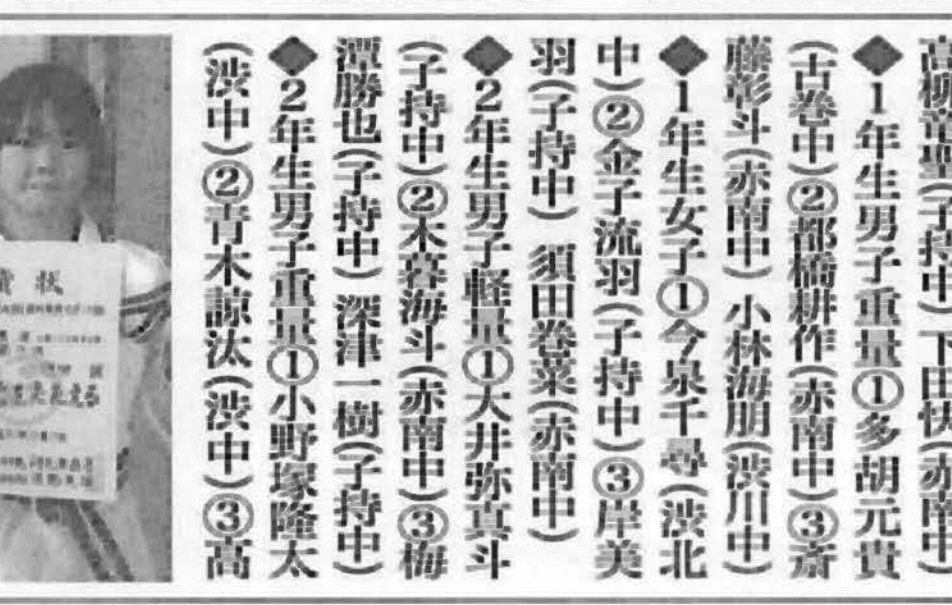 (子持中) 下田 (赤南中)
◆1年生男子重量①多胡元貴
(古巻中)②都橋耕作(赤南中)③斎
藤彰斗(赤南中) 小林海朋(渋川中)
◆1年生女子①今泉千尋(渋北
中)②金子流羽(子持中)③岸美
羽(子持中) 須田巻菜(赤南中)
◆2年生男子軽量①大井弥真斗
(子持中)②木暮海斗(赤南中)③梅
澤勝也(子持中) 深津一樹(子持中)
◆2年生男子重量①小野塚隆太
(渋中)②青木諒汰(渋中)③高
賞状